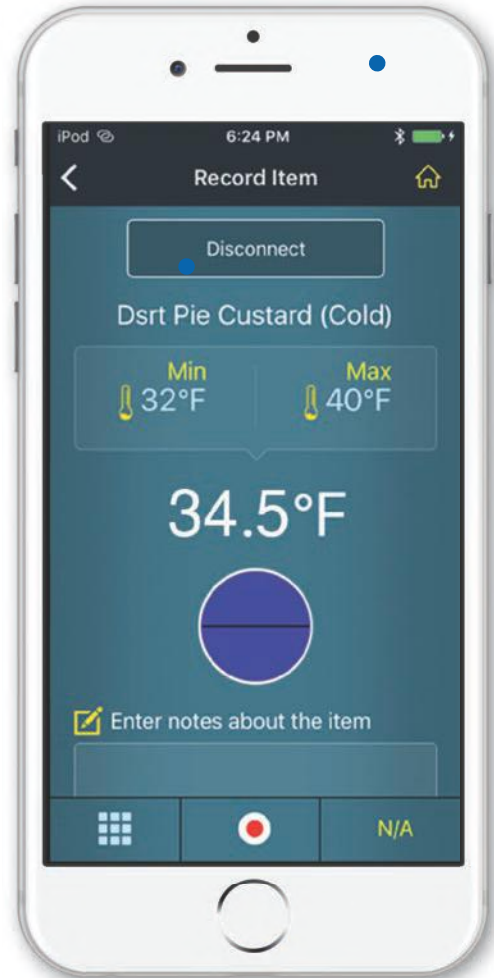 iPod 6:24 PM
Record Item
Disconnect
Dsrt Pie Custard (Cold)
Min Max
32°F 40°F
34.5°F
Enter notes about the item
N/A